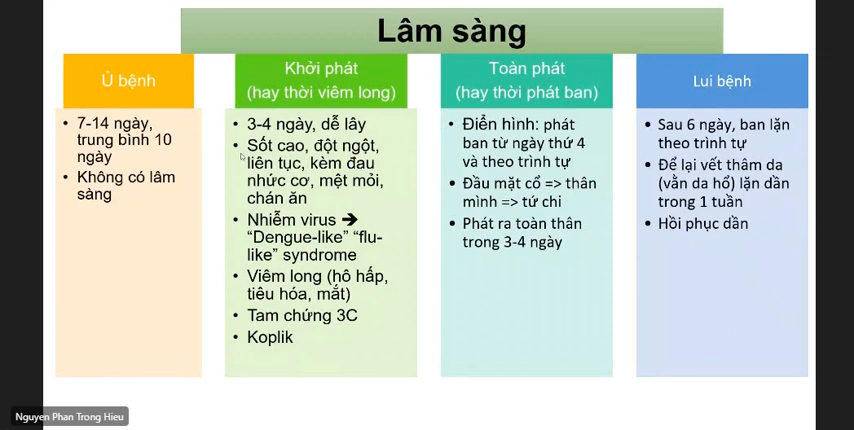 Lâm sàng
Ủ bệnh
7-14 ngày,
trung bình 10
ngày
Không có lâm
sàng
Khởi phát
(hay thời viêm long)
3-4 ngày, dễ lây
Sốt cao, đột ngột,
liên tục, kèm đau
nhức cơ, mệt mỏi,
chán ăn
Nhiễm virus ➔
“Dengue-like” “flu-
like” syndrome
Viêm long (hô hấp,
tiêu hóa, mắt)
Tam chứng 3C
Koplik
Toàn phát
(hay thời phát ban)
Điển hình: phát
ban từ ngày thứ 4
và theo trình tự
Đầu mặt cổ => thân
mình => tứ chi
Phát ra toàn thân
trong 3-4 ngày
Lui bệnh
Sau 6 ngày, ban lặn
theo trình tự
Để lại vết thâm da
(vằn da hổ) lặn dần
trong 1 tuần
Hồi phục dần
Nguyen Phan Trong Hieu